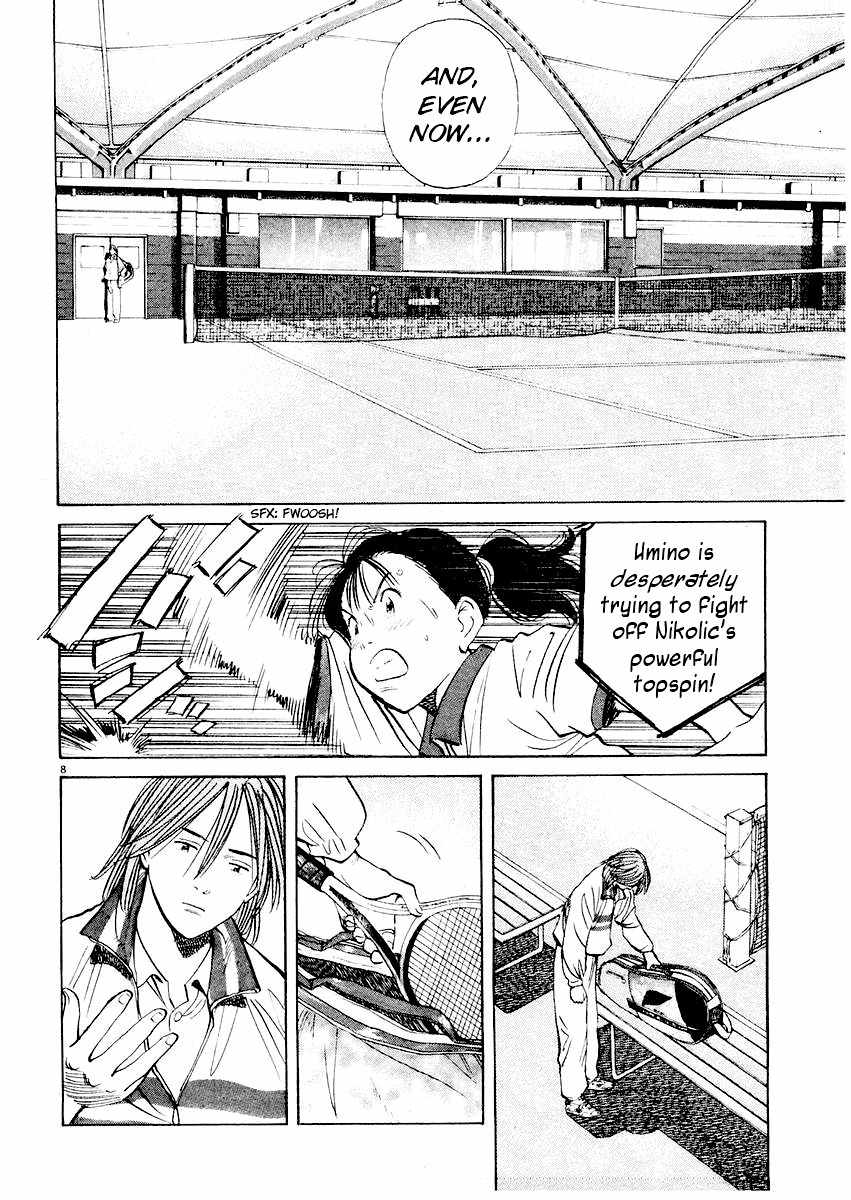 AND,
EVEN
NOW...
SFX: FWOOSH!
Umino is
desperately
trying to fight
off Nikolic's
powerful
topspin!
8